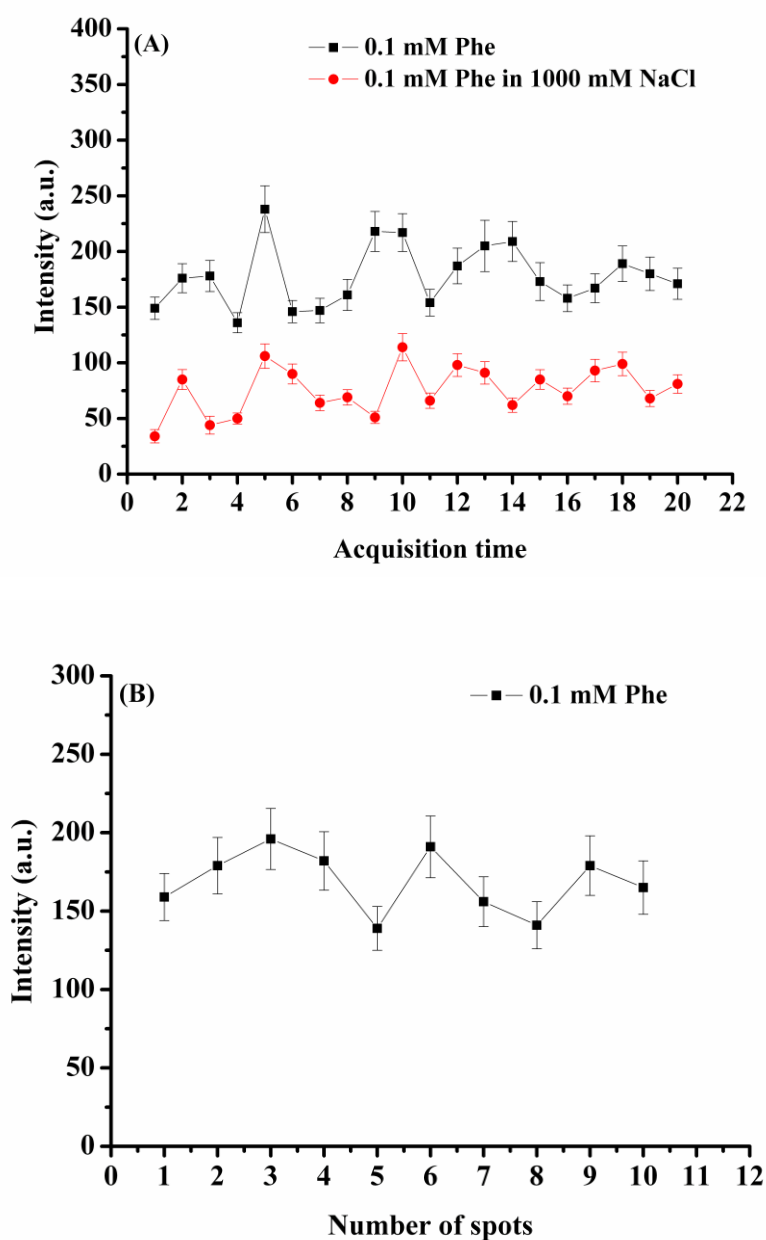 (A)
0.1 mM Phe
0.1 mM Phe in 1000 mM NaCl
400
350
300
250
200
150
100
50
0
Intensity (a.u.)
0 2 4 6 8 10 12 14 16 18 20 22
Acquisition time
(B)
0.1 mM Phe
300
250
200
150
100
50
0
Intensity (a.u.)
0 1 2 3 4 5 6 7 8 9 10 11 12
Number of spots